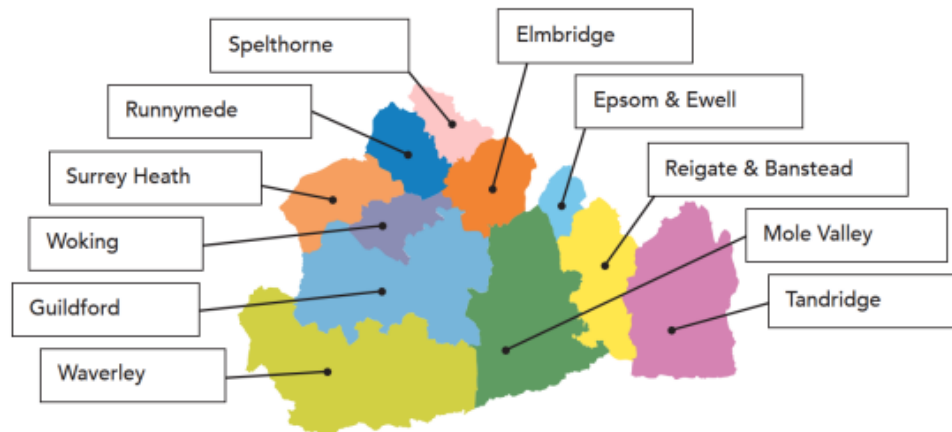 Spelthorne
Elmbridge
Runnymede
Epsom & Ewell
Surrey Heath
Reigate & Banstead
Woking
Mole Valley
Guildford
Tandridge
Waverley